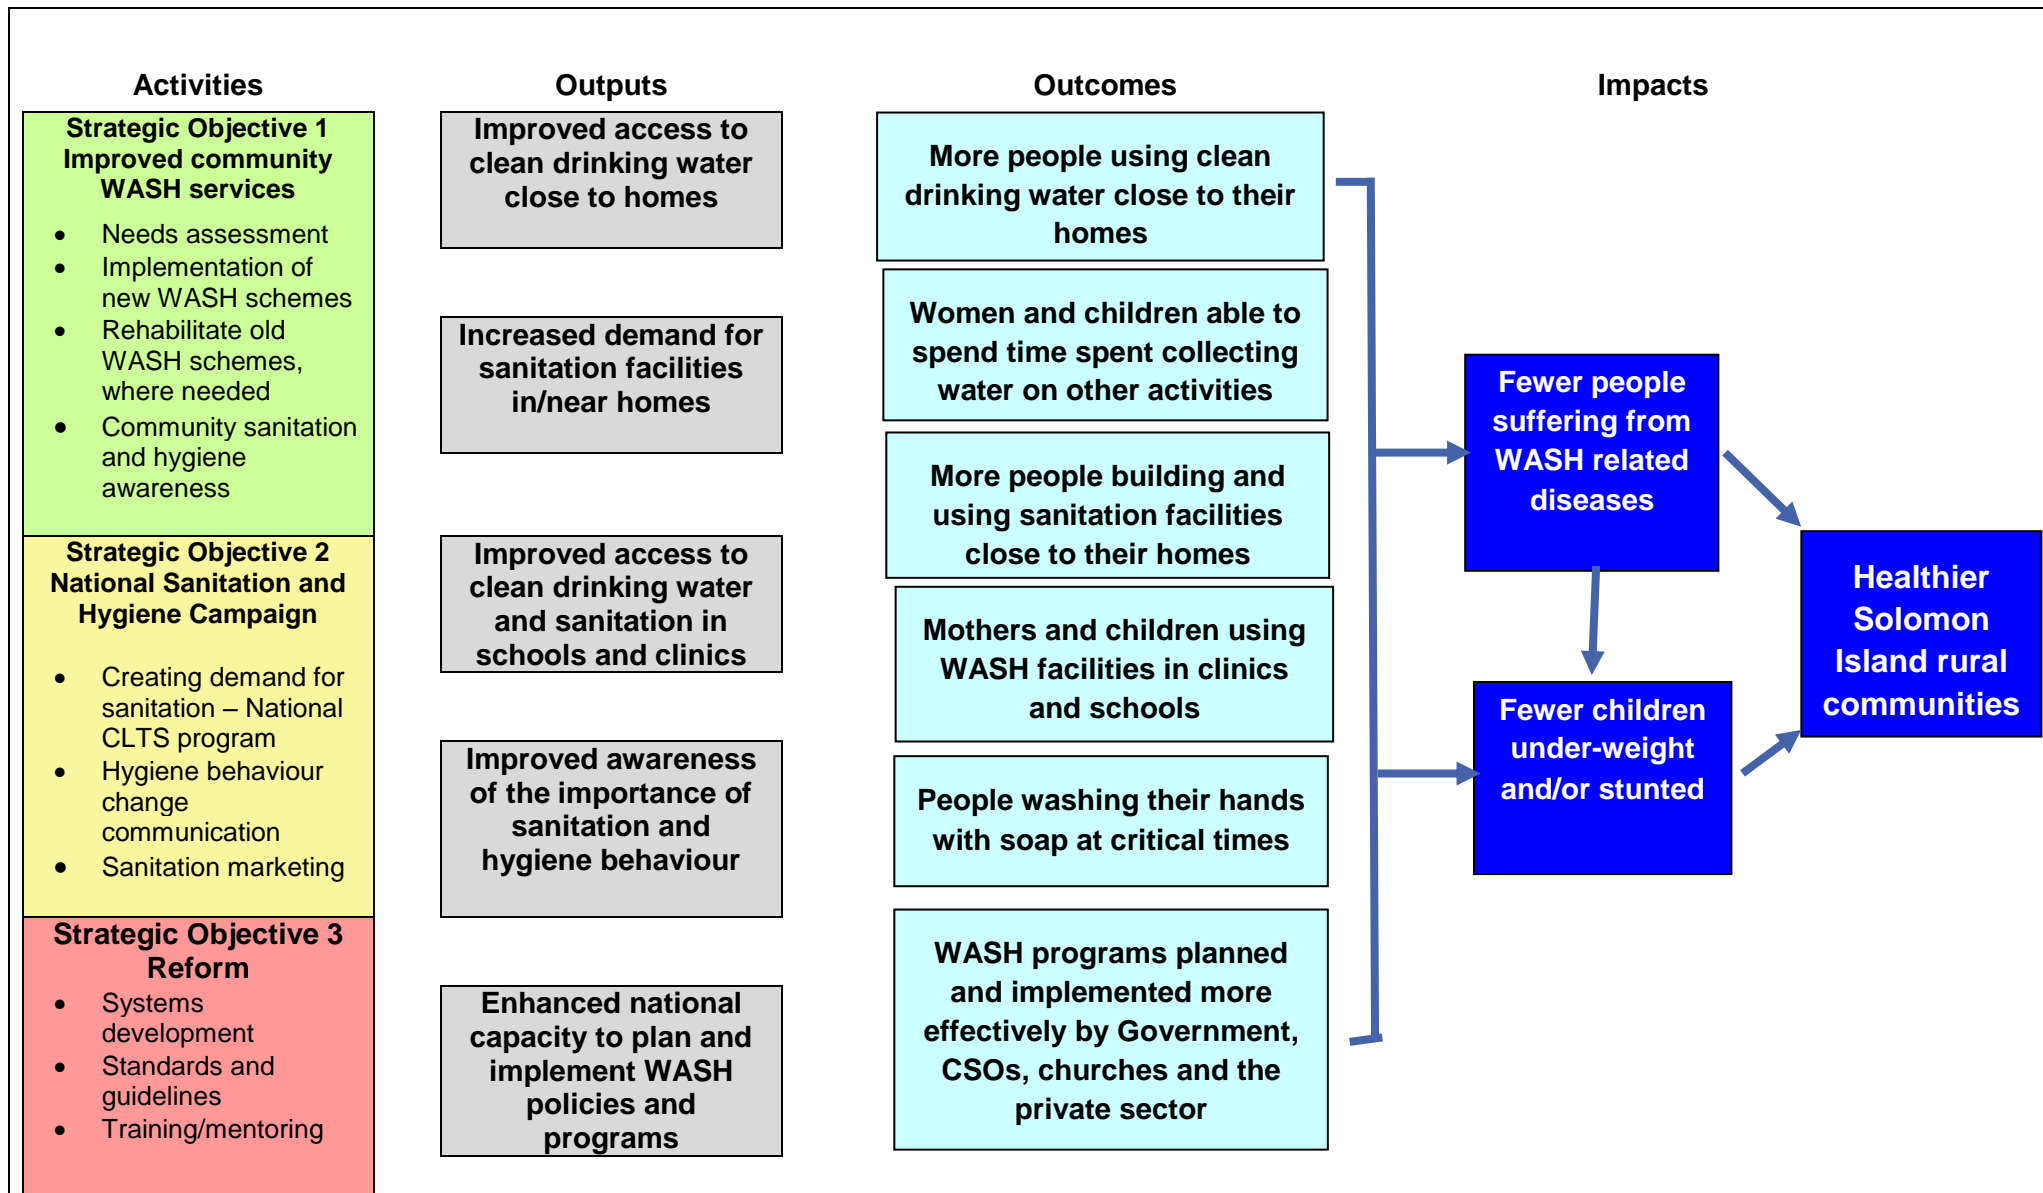 Activities
Outputs
Outcomes
Impacts
Strategic Objective 1
Improved community
WASH services
• Needs assessment
• Implementation of
new WASH schemes
• Rehabilitate old
WASH schemes,
where needed
• Community sanitation
and hygiene
awareness
Strategic Objective 2
National Sanitation and
Hygiene Campaign
• Creating demand for
sanitation – National
CLTS program
• Hygiene behaviour
change
communication
• Sanitation marketing
Strategic Objective 3
Reform
• Systems
development
• Standards and
guidelines
• Training/mentoring
Improved access to
clean drinking water
close to homes
Increased demand for
sanitation facilities
in/near homes
Improved access to
clean drinking water
and sanitation in
schools and clinics
Improved awareness
of the importance of
sanitation and
hygiene behaviour
Enhanced national
capacity to plan and
implement WASH
policies and
programs
More people using clean
drinking water close to their
homes
Women and children able to
spend time spent collecting
water on other activities
More people building and
using sanitation facilities
close to their homes
Mothers and children using
WASH facilities in clinics
and schools
People washing their hands
with soap at critical times
WASH programs planned
and implemented more
effectively by Government,
CSOs, churches and the
private sector
Fewer people
suffering from
WASH related
diseases
Fewer children
under-weight
and/or stunted
Healthier
Solomon
Island rural
communities